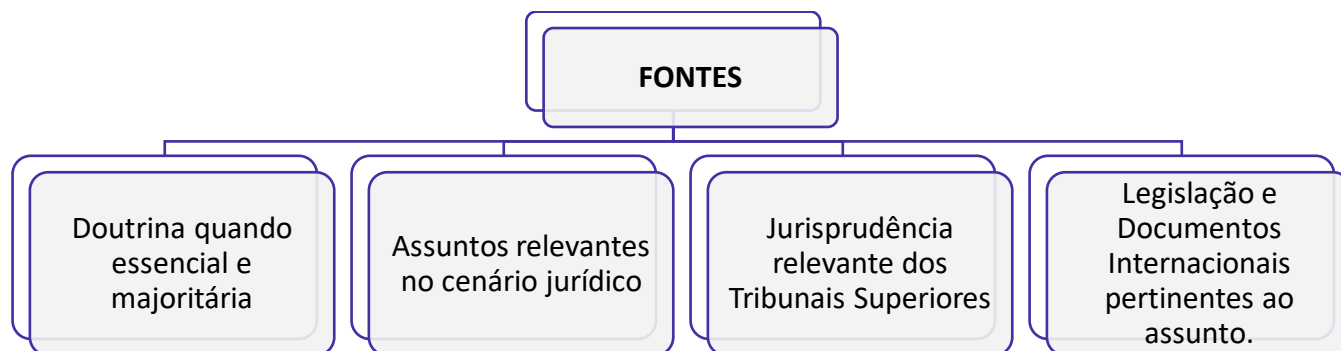 FONTES
Doutrina quando
essencial e
majoritária
Assuntos relevantes
no cenário jurídico
Jurisprudência
relevante dos
Tribunais Superiores
Legislação e
Documentos
Internacionais
pertinentes ao
assunto.